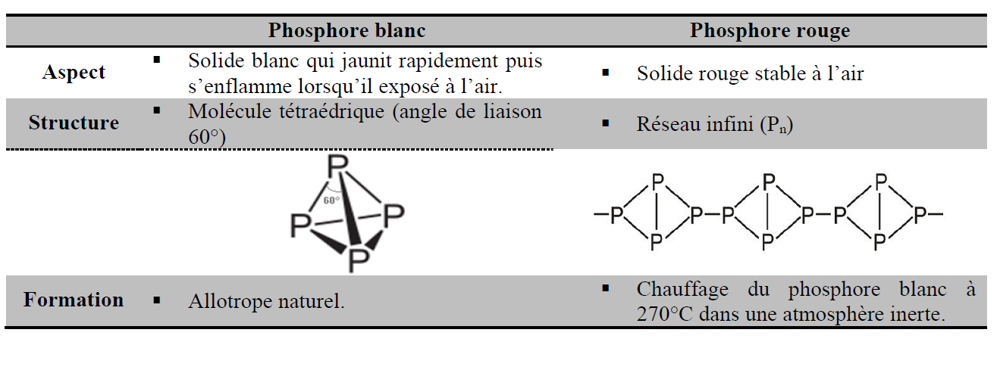 Phosphore blanc Phosphore rouge
Aspect
▪ Solide blanc qui jaunit rapidement puis
s’enflamme lorsqu’il exposé à l’air.
▪ Solide rouge stable à l’air
Structure
▪ Molécule tétraédrique (angle de liaison
60°)
▪ Réseau infini (Pₙ)
P
60°
P
P
P
P P P
–P P–P P–P P–
P P P
Formation
▪ Allotrope naturel.
▪ Chauffage du phosphore blanc à
270°C dans une atmosphère inerte.